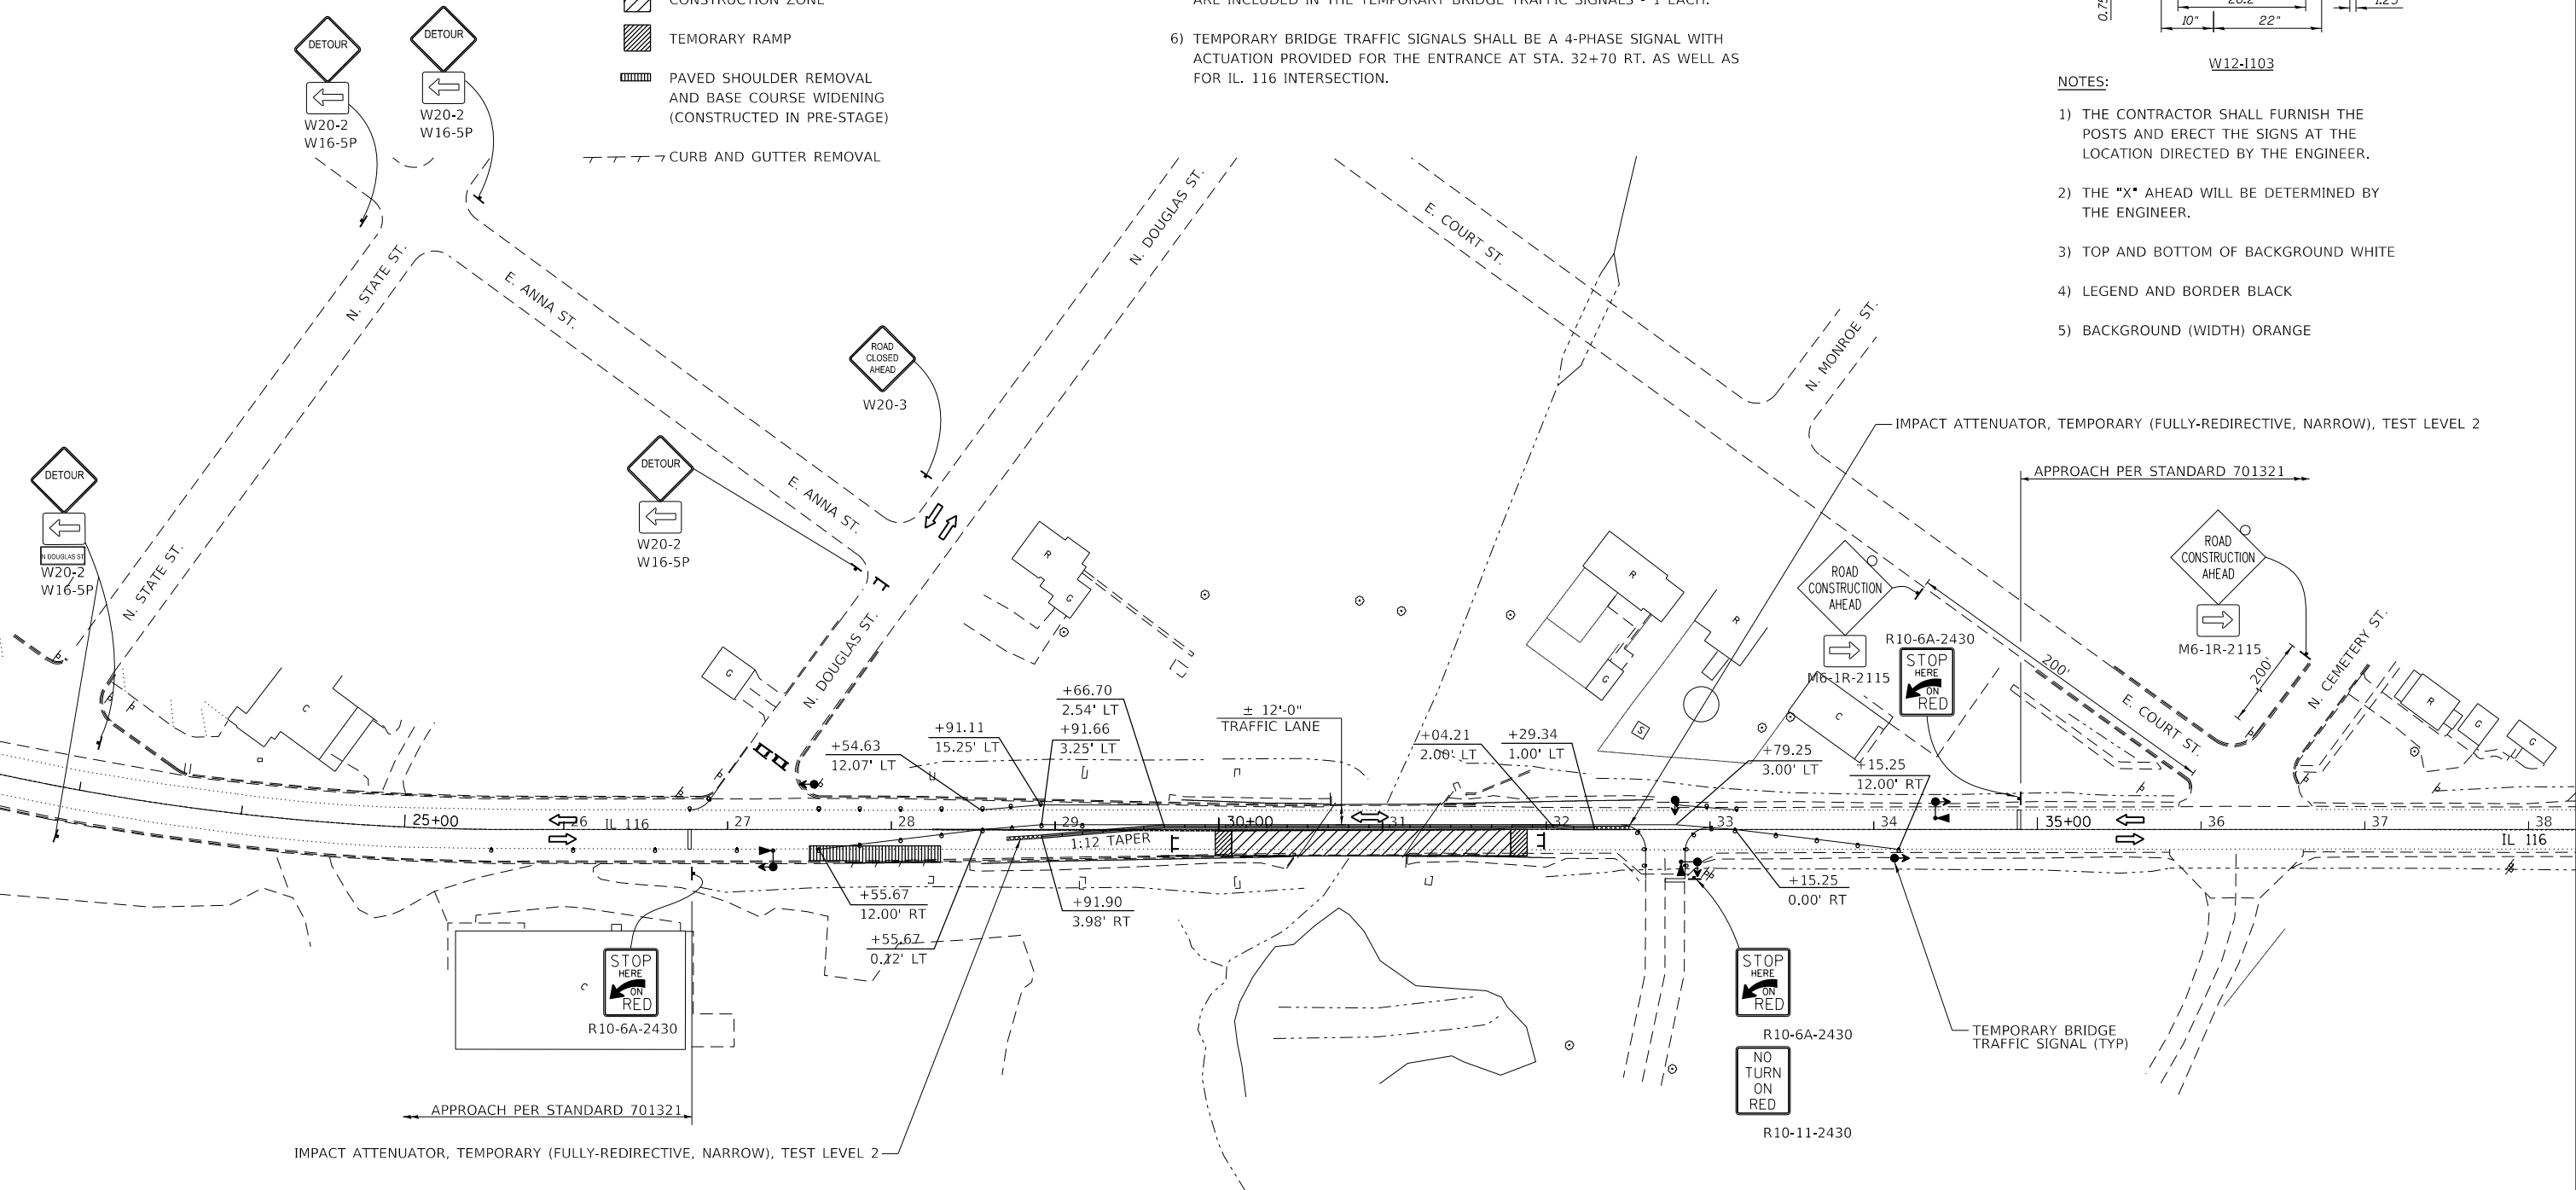 CONSTRUCTION ZONE
TEMORARY RAMP
PAVED SHOULDER REMOVAL
AND BASE COURSE WIDENING
(CONSTRUCTED IN PRE-STAGE)
CURB AND GUTTER REMOVAL
ARE INCLUDED IN THE TEMPORARY BRIDGE TRAFFIC SIGNALS - 1 EACH.
6) TEMPORARY BRIDGE TRAFFIC SIGNALS SHALL BE A 4-PHASE SIGNAL WITH
ACTUATION PROVIDED FOR THE ENTRANCE AT STA. 32+70 RT. AS WELL AS
FOR IL. 116 INTERSECTION.
10"
22"
W12-I103
NOTES:
1) THE CONTRACTOR SHALL FURNISH THE
POSTS AND ERECT THE SIGNS AT THE
LOCATION DIRECTED BY THE ENGINEER.
2) THE "X" AHEAD WILL BE DETERMINED BY
THE ENGINEER.
3) TOP AND BOTTOM OF BACKGROUND WHITE
4) LEGEND AND BORDER BLACK
5) BACKGROUND (WIDTH) ORANGE
DETOUR
W20-2
W16-5P
DETOUR
W20-2
W16-5P
N. STATE ST.
E. ANNA ST.
N. DOUGLAS ST.
E. COURT ST.
N. MONROE ST.
ROAD
CLOSED
AHEAD
W20-3
DETOUR
W20-2
W16-5P
E. ANNA ST.
DETOUR
N DOUGLAS ST
W20-2
W16-5P
N. STATE ST.
N. DOUGLAS ST.
IMPACT ATTENUATOR, TEMPORARY (FULLY-REDIRECTIVE, NARROW), TEST LEVEL 2
APPROACH PER STANDARD 701321
ROAD
CONSTRUCTION
AHEAD
M6-1R-2115
ROAD
CONSTRUCTION
AHEAD
M6-1R-2115
R10-6A-2430
STOP
HERE
ON
RED
200'
200'
E. COURT ST.
N. CEMETERY ST.
R
G
G
C
R
G
R
S
C
R
G
G
+54.63
12.07' LT
+91.11
15.25' LT
+66.70
2.54' LT
+91.66
3.25' LT
± 12'-0"
TRAFFIC LANE
+04.21
2.00' LT
+29.34
1.00' LT
+79.25
3.00' LT
+15.25
12.00' RT
25+00
26
IL 116
27
28
29
30+00
31
32
33
34
35+00
36
37
38
IL 116
1:12 TAPER
+55.67
12.00' RT
+55.67
0.12' LT
+91.90
3.98' RT
+15.25
0.00' RT
C
STOP
HERE
ON
RED
R10-6A-2430
STOP
HERE
ON
RED
R10-6A-2430
NO
TURN
ON
RED
R10-11-2430
TEMPORARY BRIDGE
TRAFFIC SIGNAL (TYP)
APPROACH PER STANDARD 701321
IMPACT ATTENUATOR, TEMPORARY (FULLY-REDIRECTIVE, NARROW), TEST LEVEL 2